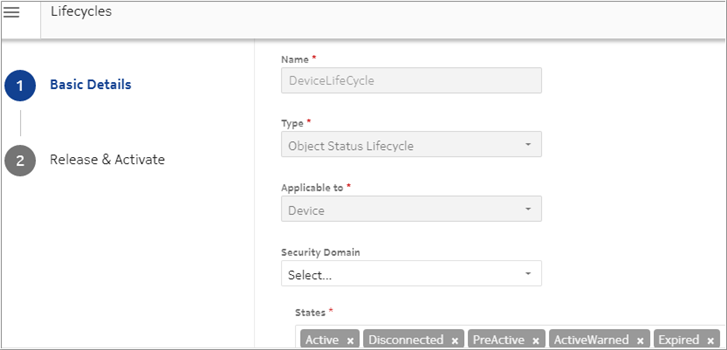 Lifecycles
1 Basic Details
2 Release & Activate
Name *
DeviceLifeCycle
Type *
Object Status Lifecycle
Applicable to *
Device
Security Domain
Select...
States *
Active × Disconnected × PreActive × ActiveWarned × Expired ×